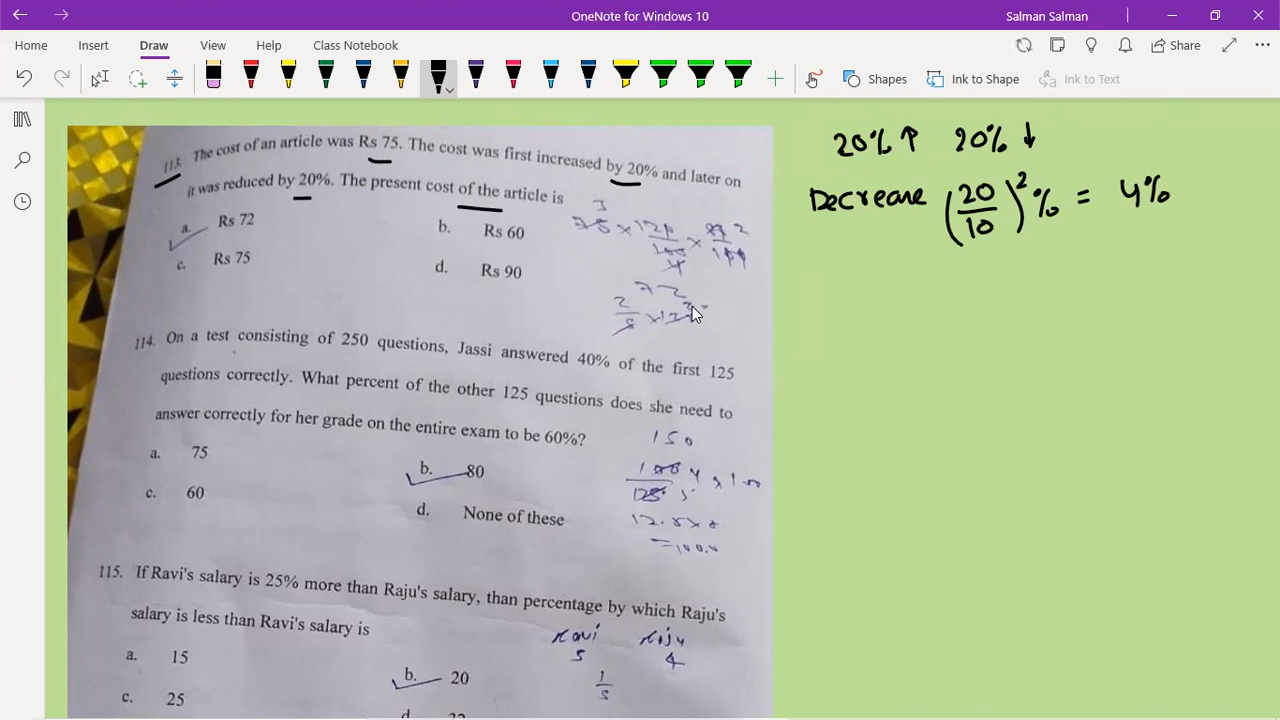 OneNote for Windows 10
Salman Salman
Home Insert Draw View Help Class Notebook Share
Shapes Ink to Shape Ink to Text
113. The cost of an article was Rs 75. The cost was first increased by 20% and later on
it was reduced by 20%. The present cost of the article is
a. Rs 72
b. Rs 60
c. Rs 75
d. Rs 90
72
114. On a test consisting of 250 questions, Jassi answered 40% of the first 125
questions correctly. What percent of the other 125 questions does she need to
answer correctly for her grade on the entire exam to be 60%?
a. 75
b. 80
c. 60
d. None of these
150
115. If Ravi's salary is 25% more than Raju's salary, than percentage by which Raju's
salary is less than Ravi's salary is
a. 15
b. 20
c. 25
Ravi Raju
5 4
1/5
20%↑ 20%↓
Decrease (20/10)²% = 4%